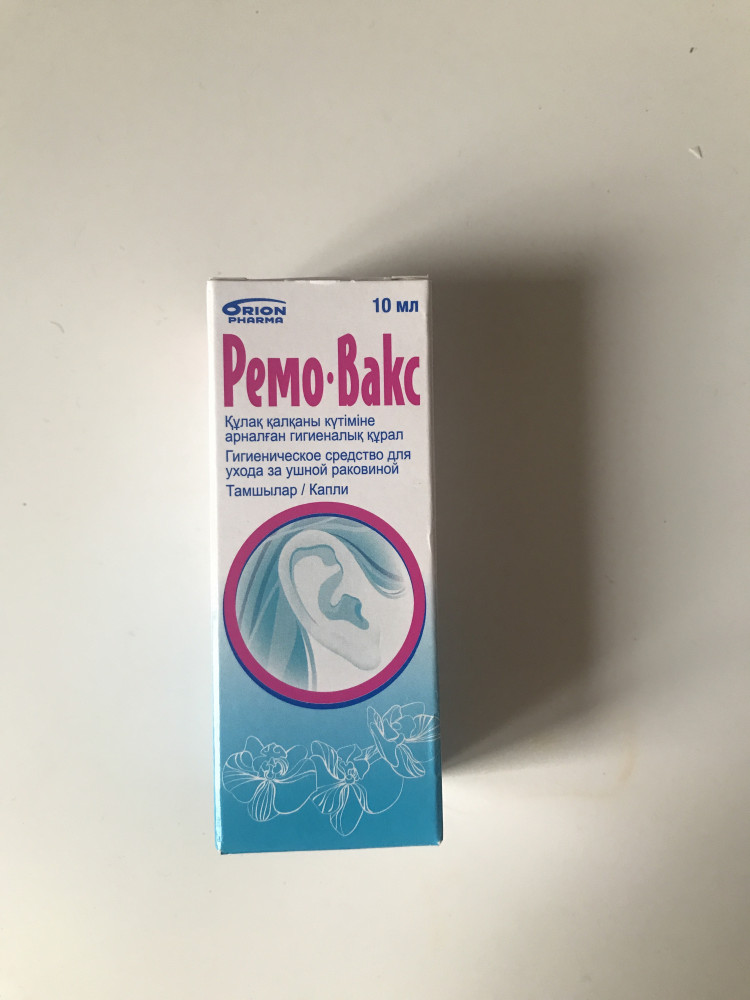 ORION
PHARMA
10 мл
Ремо·Вакс
Құлақ қалқаны күтіміне
арналған гигиеналық құрал
Гигиеническое средство для
ухода за ушной раковиной
Тамшылар / Капли